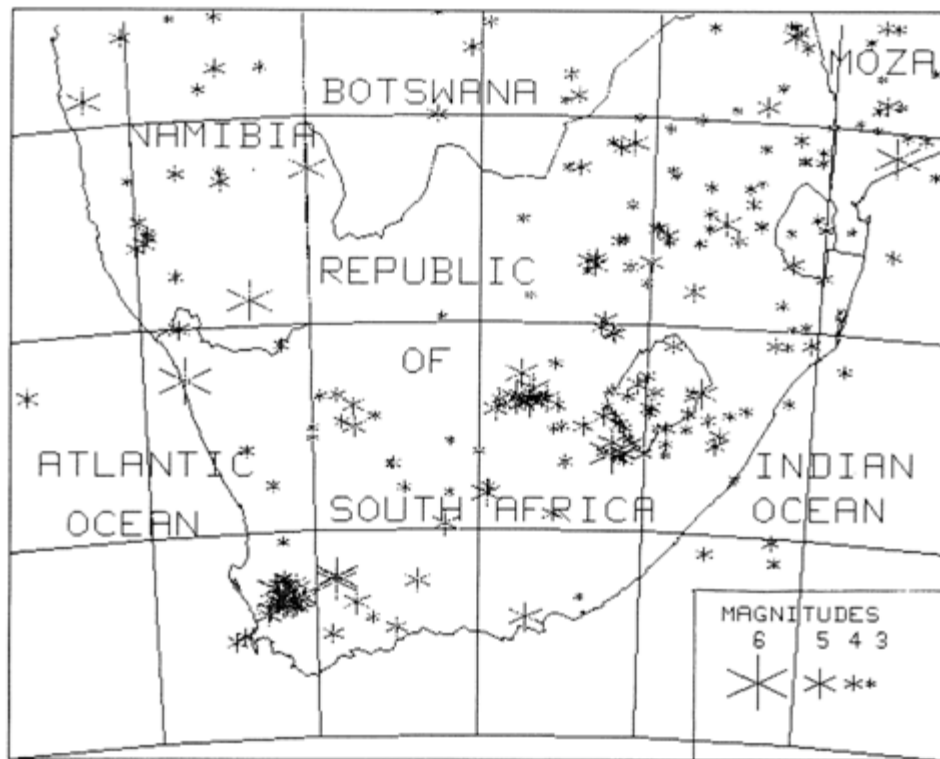 MOZA
BOTSWANA
NAMIBIA
REPUBLIC
OF
ATLANTIC
OCEAN
INDIAN
OCEAN
SOUTH AFRICA
MAGNITUDES
6 5 4 3